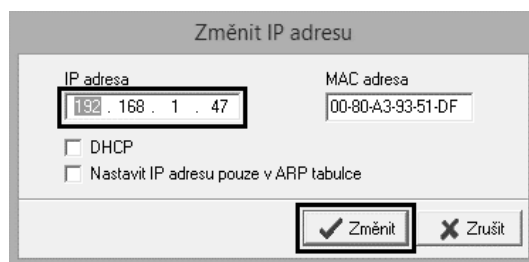 Změnit IP adresu
IP adresa
MAC adresa
192 . 168 . 1 . 47
00-80-A3-93-51-DF
DHCP
Nastavit IP adresu pouze v ARP tabulce
Změnit
Zrušit